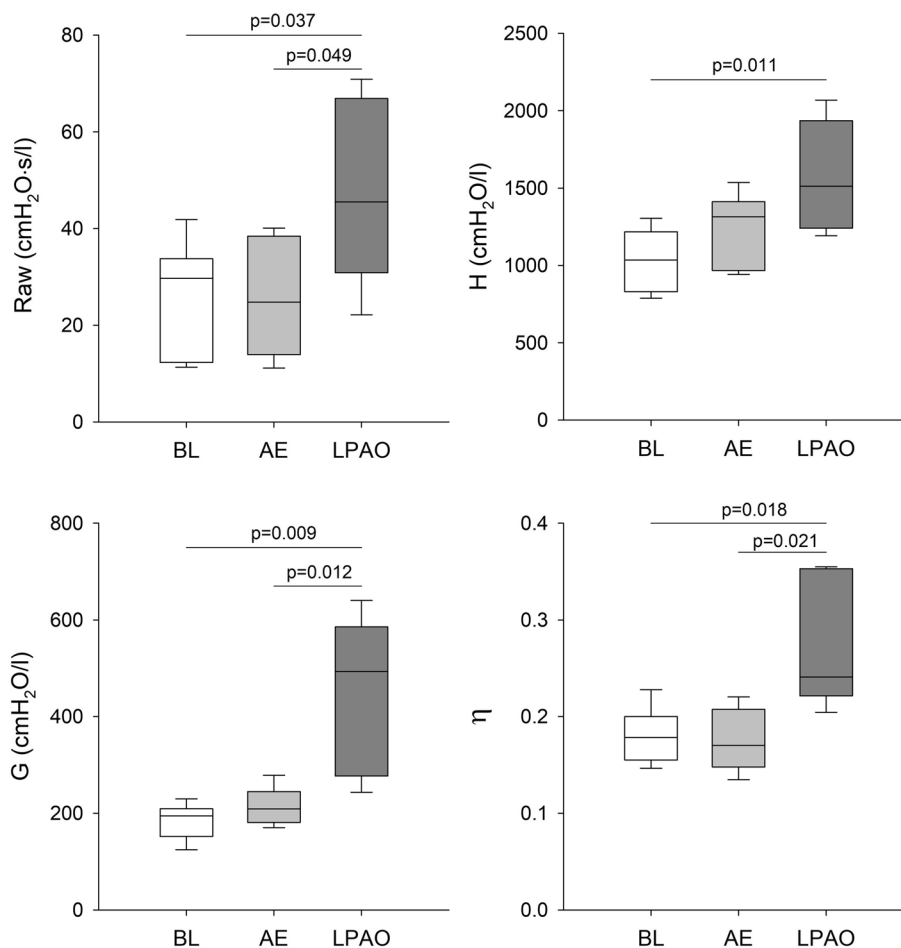 p=0.037
p=0.049
80
60
40
20
0
Raw (cmH₂O·s/l)
BL AE LPAO
p=0.011
2500
2000
1500
1000
500
0
H (cmH₂O/l)
BL AE LPAO
p=0.009
p=0.012
800
600
400
200
0
G (cmH₂O/l)
BL AE LPAO
p=0.018
p=0.021
0.4
0.3
0.2
0.1
0.0
η
BL AE LPAO